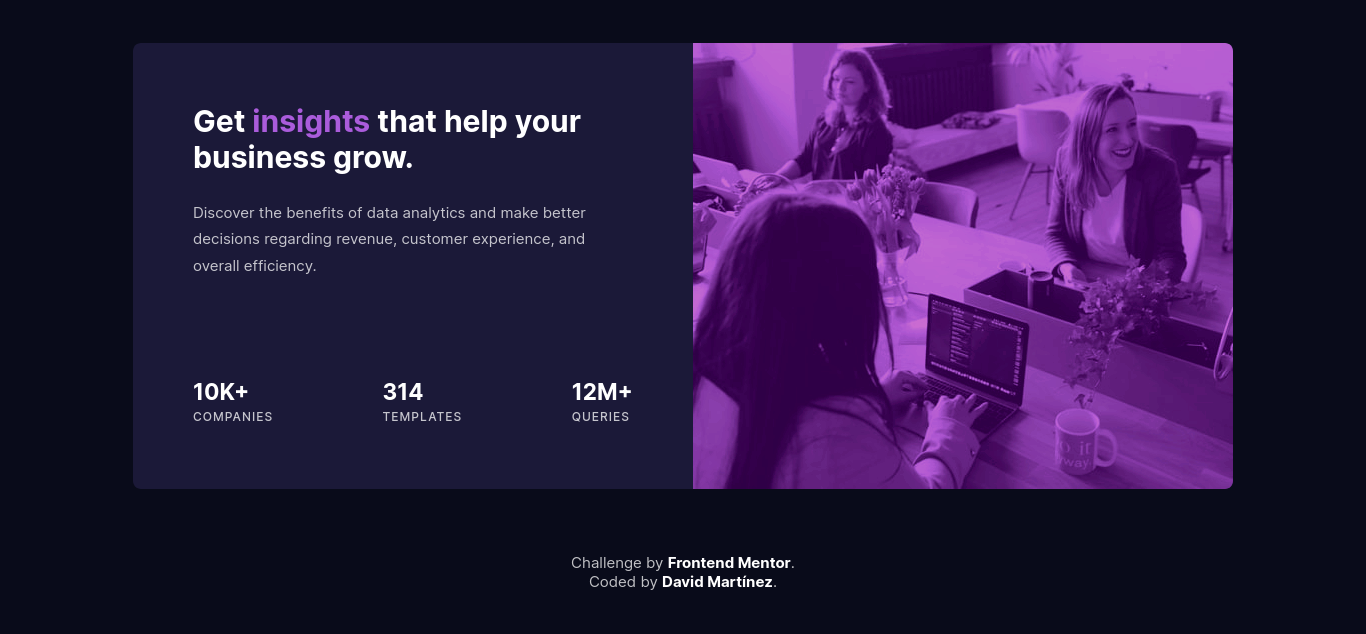 Get insights that help your
business grow.
Discover the benefits of data analytics and make better
decisions regarding revenue, customer experience, and
overall efficiency.
10K+
COMPANIES
314
TEMPLATES
12M+
QUERIES
Challenge by Frontend Mentor.
Coded by David Martínez.